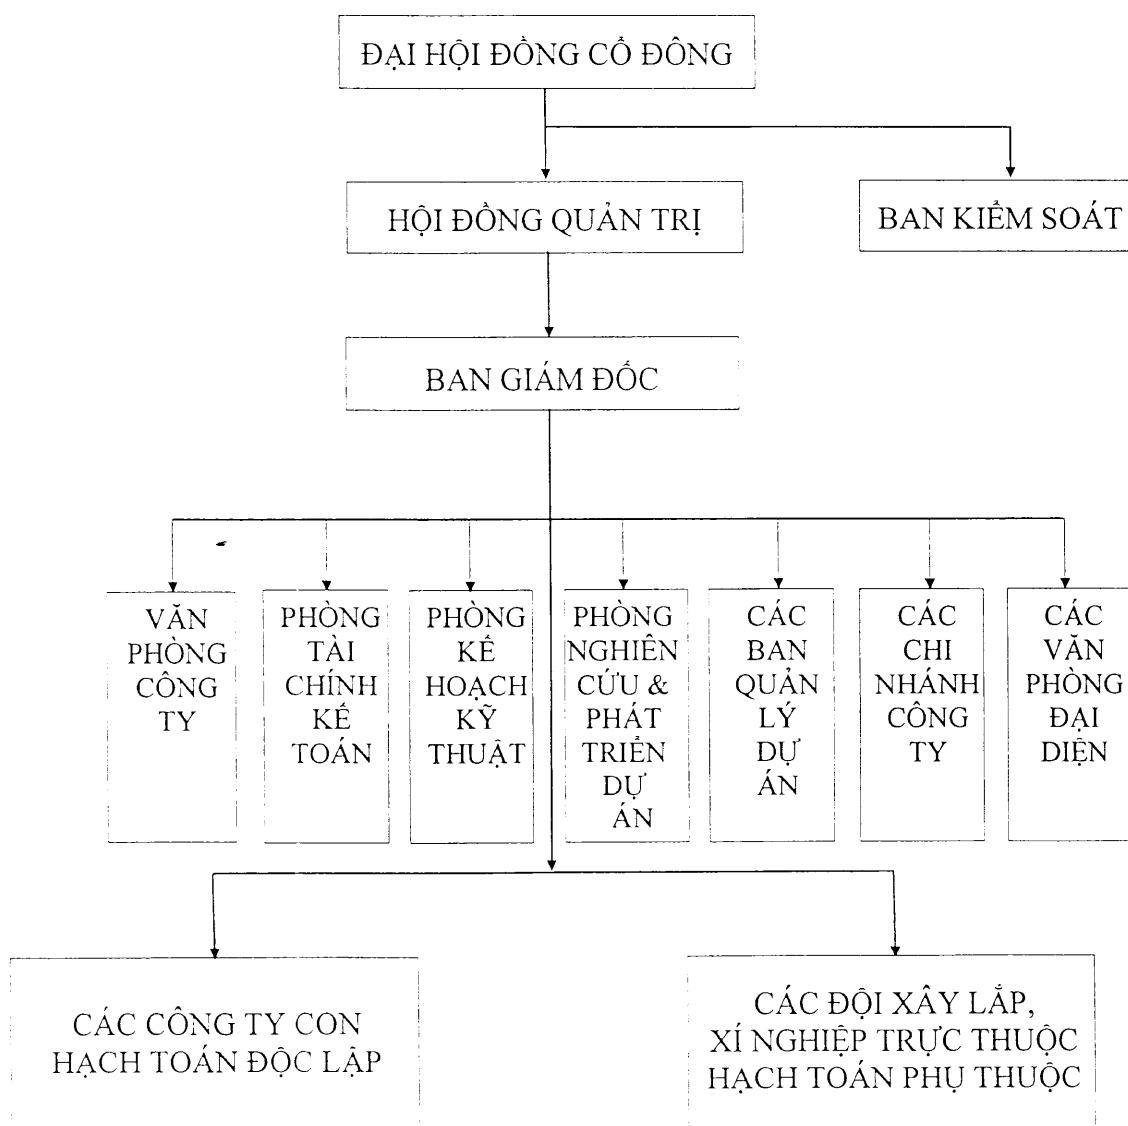 ĐẠI HỘI ĐỒNG CỔ ĐÔNG
HỘI ĐỒNG QUẢN TRỊ
BAN KIỂM SOÁT
BAN GIÁM ĐỐC
VĂN
PHÒNG
CÔNG
TY
PHÒNG
TÀI
CHÍNH
KẾ
TOÁN
PHÒNG
KẾ
HOẠCH
KỸ
THUẬT
PHÒNG
NGHIÊN
CỨU &
PHÁT
TRIỂN
DỰ
ÁN
CÁC
BAN
QUẢN
LÝ
DỰ
ÁN
CÁC
CHI
NHÁNH
CÔNG
TY
CÁC
VĂN
PHÒNG
ĐẠI
DIỆN
CÁC CÔNG TY CON
HẠCH TOÁN ĐỘC LẬP
CÁC ĐỘI XÂY LẮP,
XÍ NGHIỆP TRỰC THUỘC
HẠCH TOÁN PHỤ THUỘC